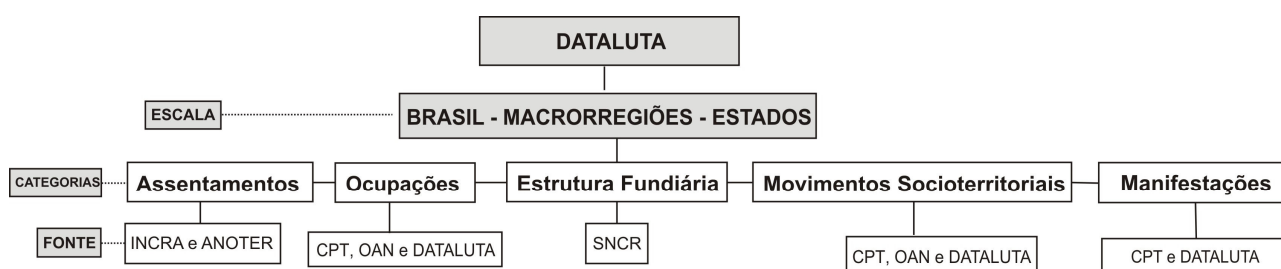 DATALUTA
ESCALA
BRASIL - MACRORREGIÕES - ESTADOS
CATEGORIAS
Assentamentos
Ocupações
Estrutura Fundiária
Movimentos Socioterritoriais
Manifestações
FONTE
INCRA e ANOTER
CPT, OAN e DATALUTA
SNCR
CPT, OAN e DATALUTA
CPT e DATALUTA